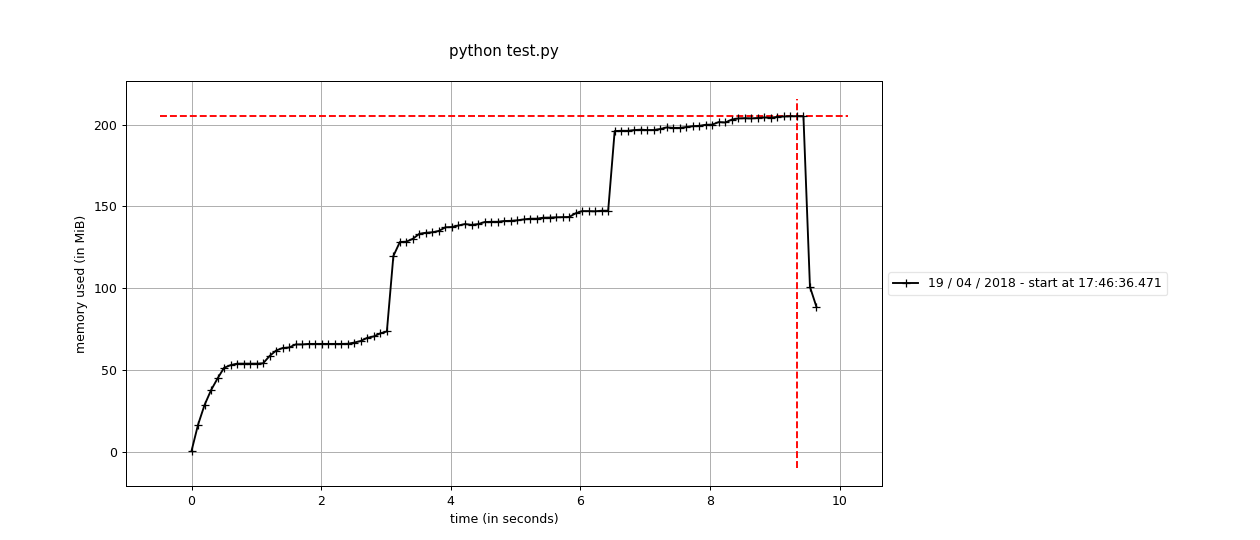 python test.py
200
150
100
50
0
memory used (in MiB)
0 2 4 6 8 10
time (in seconds)
19 / 04 / 2018 - start at 17:46:36.471